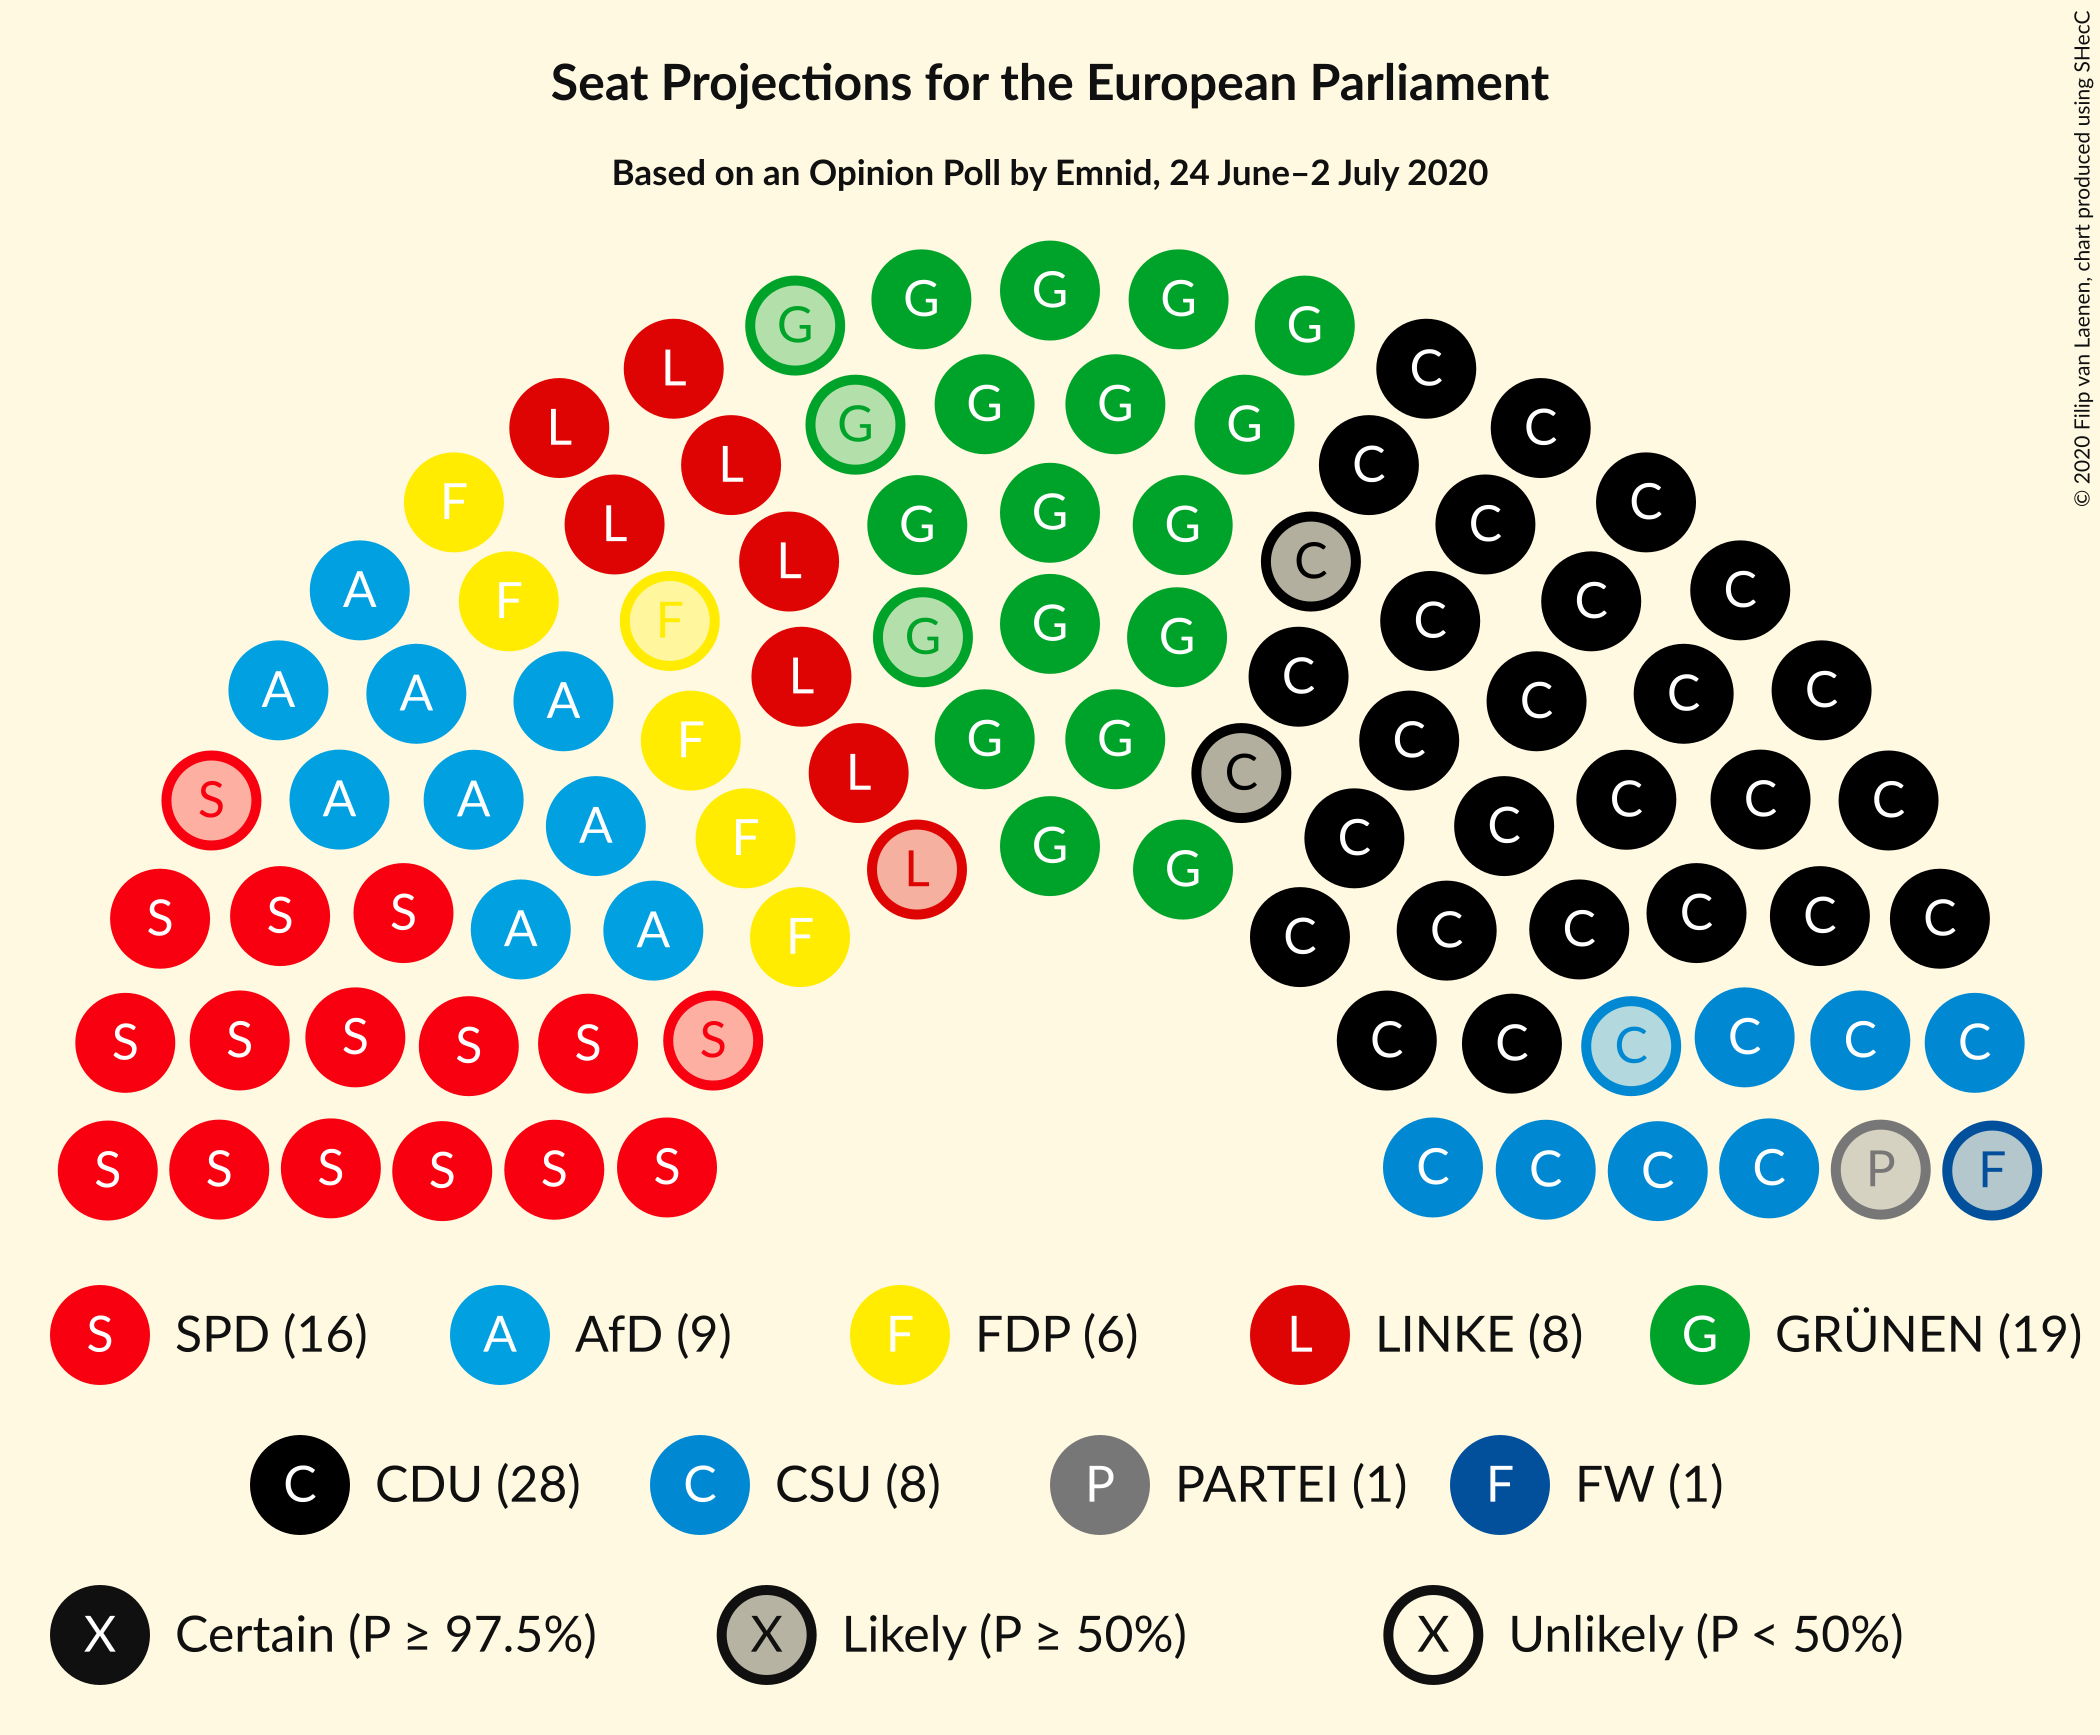 Seat Projections for the European Parliament
Based on an Opinion Poll by Emnid, 24 June–2 July 2020
© 2020 Filip van Laenen, chart produced using SHecC
G G G G G
L C
G G G G
L C
L L C C
F L G G G C C
L C
A F F L G G G C C C
A A A F L G C C C C
G G
S A A A F L C C C C C C
G G
S S S A A F L C C C C C C
S S S S S S C C C C C C
S S S S S S C C C C P F
S SPD (16) A AfD (9) F FDP (6) L LINKE (8) G GRÜNEN (19)
C CDU (28) C CSU (8) P PARTEI (1) F FW (1)
X Certain (P ≥ 97.5%) X Likely (P ≥ 50%) X Unlikely (P < 50%)